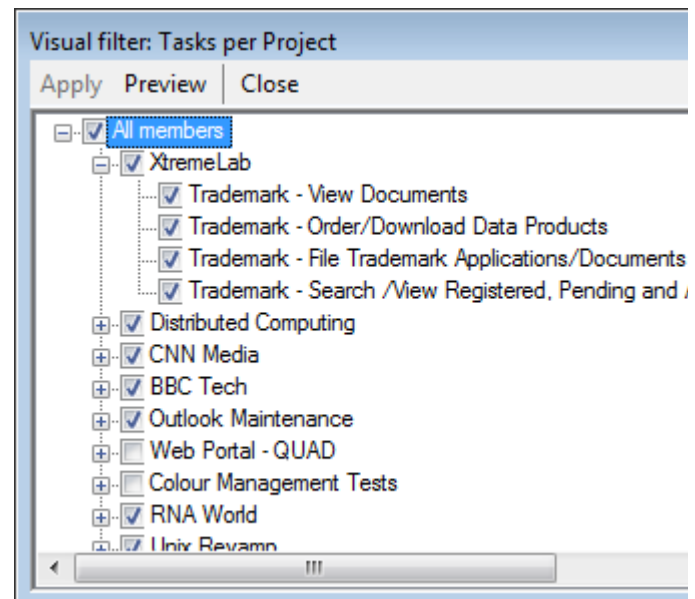 Visual filter: Tasks per Project
Apply Preview Close
All members
XtremeLab
Trademark - View Documents
Trademark - Order/Download Data Products
Trademark - File Trademark Applications/Documents
Trademark - Search /View Registered, Pending and
Distributed Computing
CNN Media
BBC Tech
Outlook Maintenance
Web Portal - QUAD
Colour Management Tests
RNA World
Unix Revamp